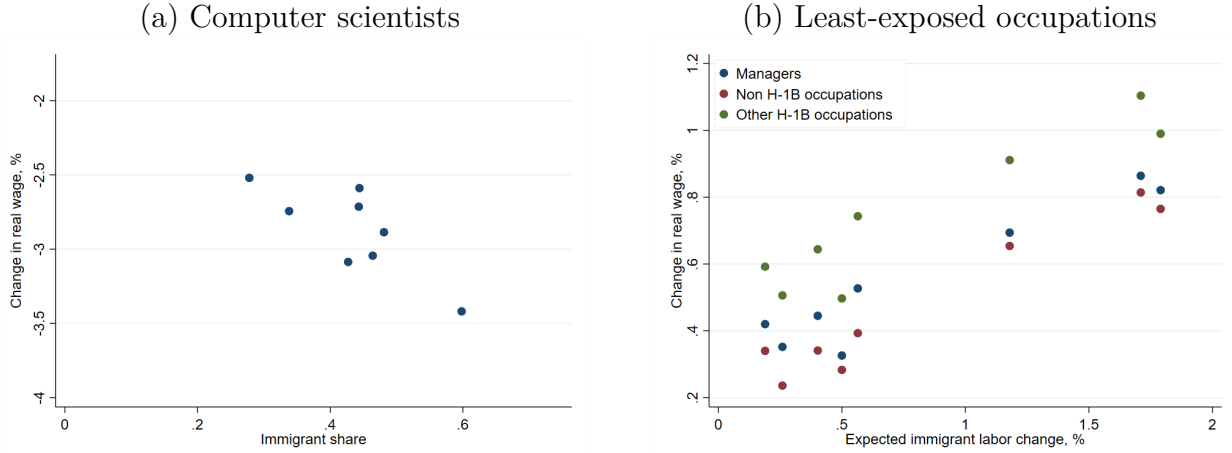 (a) Computer scientists
(b) Least-exposed occupations
Change in real wage, %
-2
-2.5
-3
-3.5
-4
0
.2
.4
.6
Immigrant share
Change in real wage, %
1.2
1
.8
.6
.4
.2
Managers
Non H-1B occupations
Other H-1B occupations
0
.5
1
1.5
2
Expected immigrant labor change, %